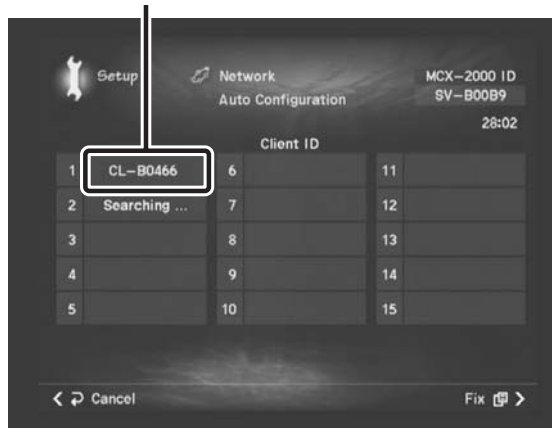 Setup
Network
MCX-2000 ID
Auto Configuration
SV-B00B9
28:02
Client ID
1 CL-B0466 6 11
2 Searching ... 7 12
3 8 13
4 9 14
5 10 15
Cancel
Fix